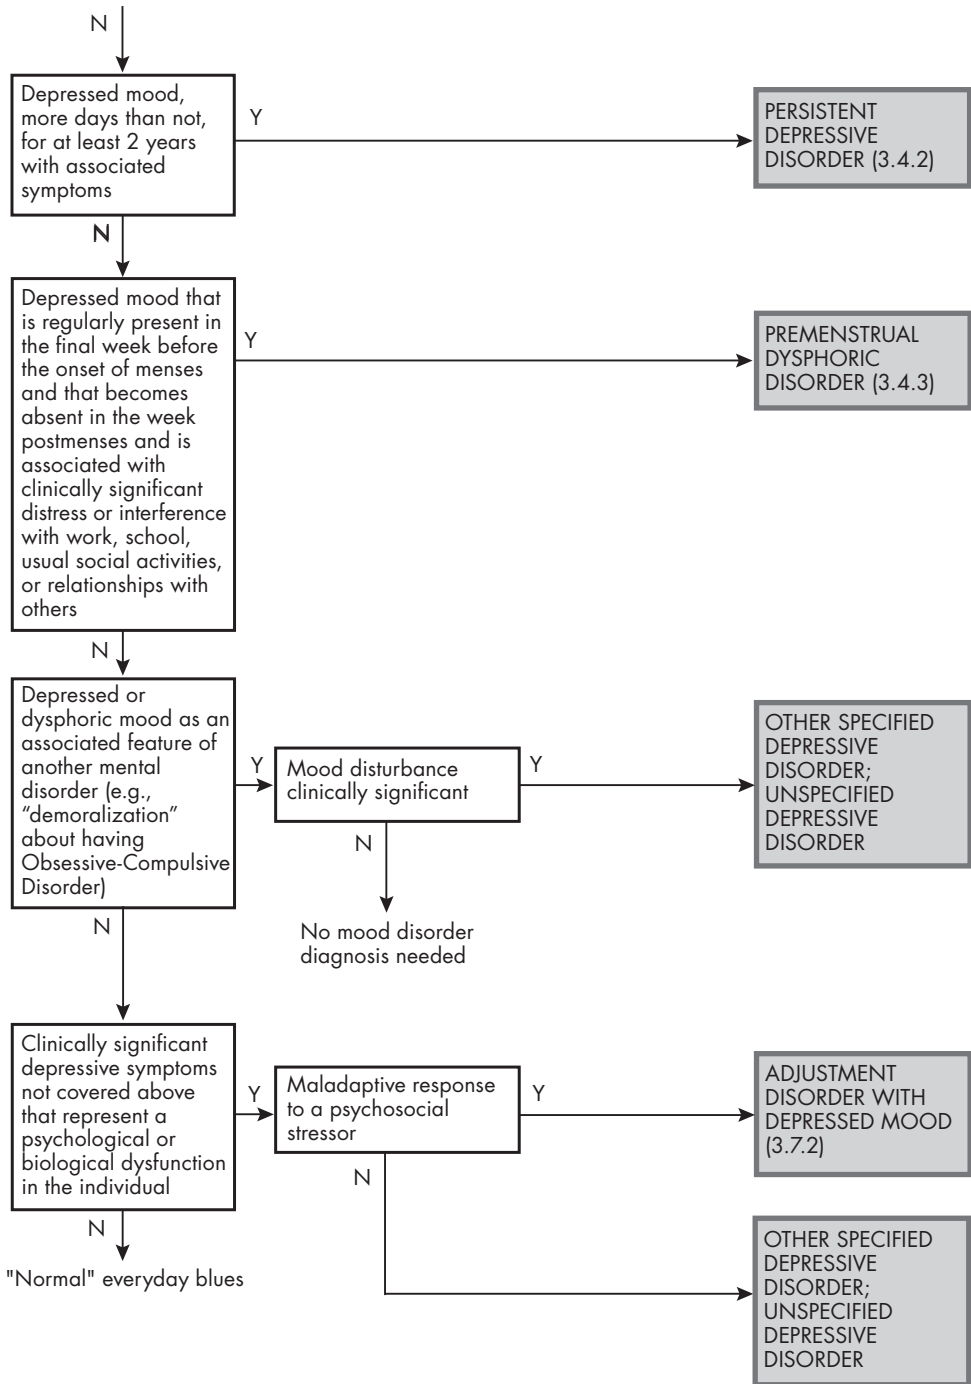 N
Depressed mood,
more days than not,
for at least 2 years
with associated
symptoms
Y
PERSISTENT
DEPRESSIVE
DISORDER (3.4.2)
N
Depressed mood that
is regularly present in
the final week before
the onset of menses
and that becomes
absent in the week
postmenses and is
associated with
clinically significant
distress or interference
with work, school,
usual social activities,
or relationships with
others
Y
PREMENSTRUAL
DYSPHORIC
DISORDER (3.4.3)
N
Depressed or
dysphoric mood as an
associated feature of
another mental
disorder (e.g.,
“demoralization”
about having
Obsessive-Compulsive
Disorder)
Y
Mood disturbance
clinically significant
Y
OTHER SPECIFIED
DEPRESSIVE
DISORDER;
UNSPECIFIED
DEPRESSIVE
DISORDER
N
No mood disorder
diagnosis needed
N
Clinically significant
depressive symptoms
not covered above
that represent a
psychological or
biological dysfunction
in the individual
Y
Maladaptive response
to a psychosocial
stressor
Y
ADJUSTMENT
DISORDER WITH
DEPRESSED MOOD
(3.7.2)
N
OTHER SPECIFIED
DEPRESSIVE
DISORDER;
UNSPECIFIED
DEPRESSIVE
DISORDER
N
"Normal" everyday blues